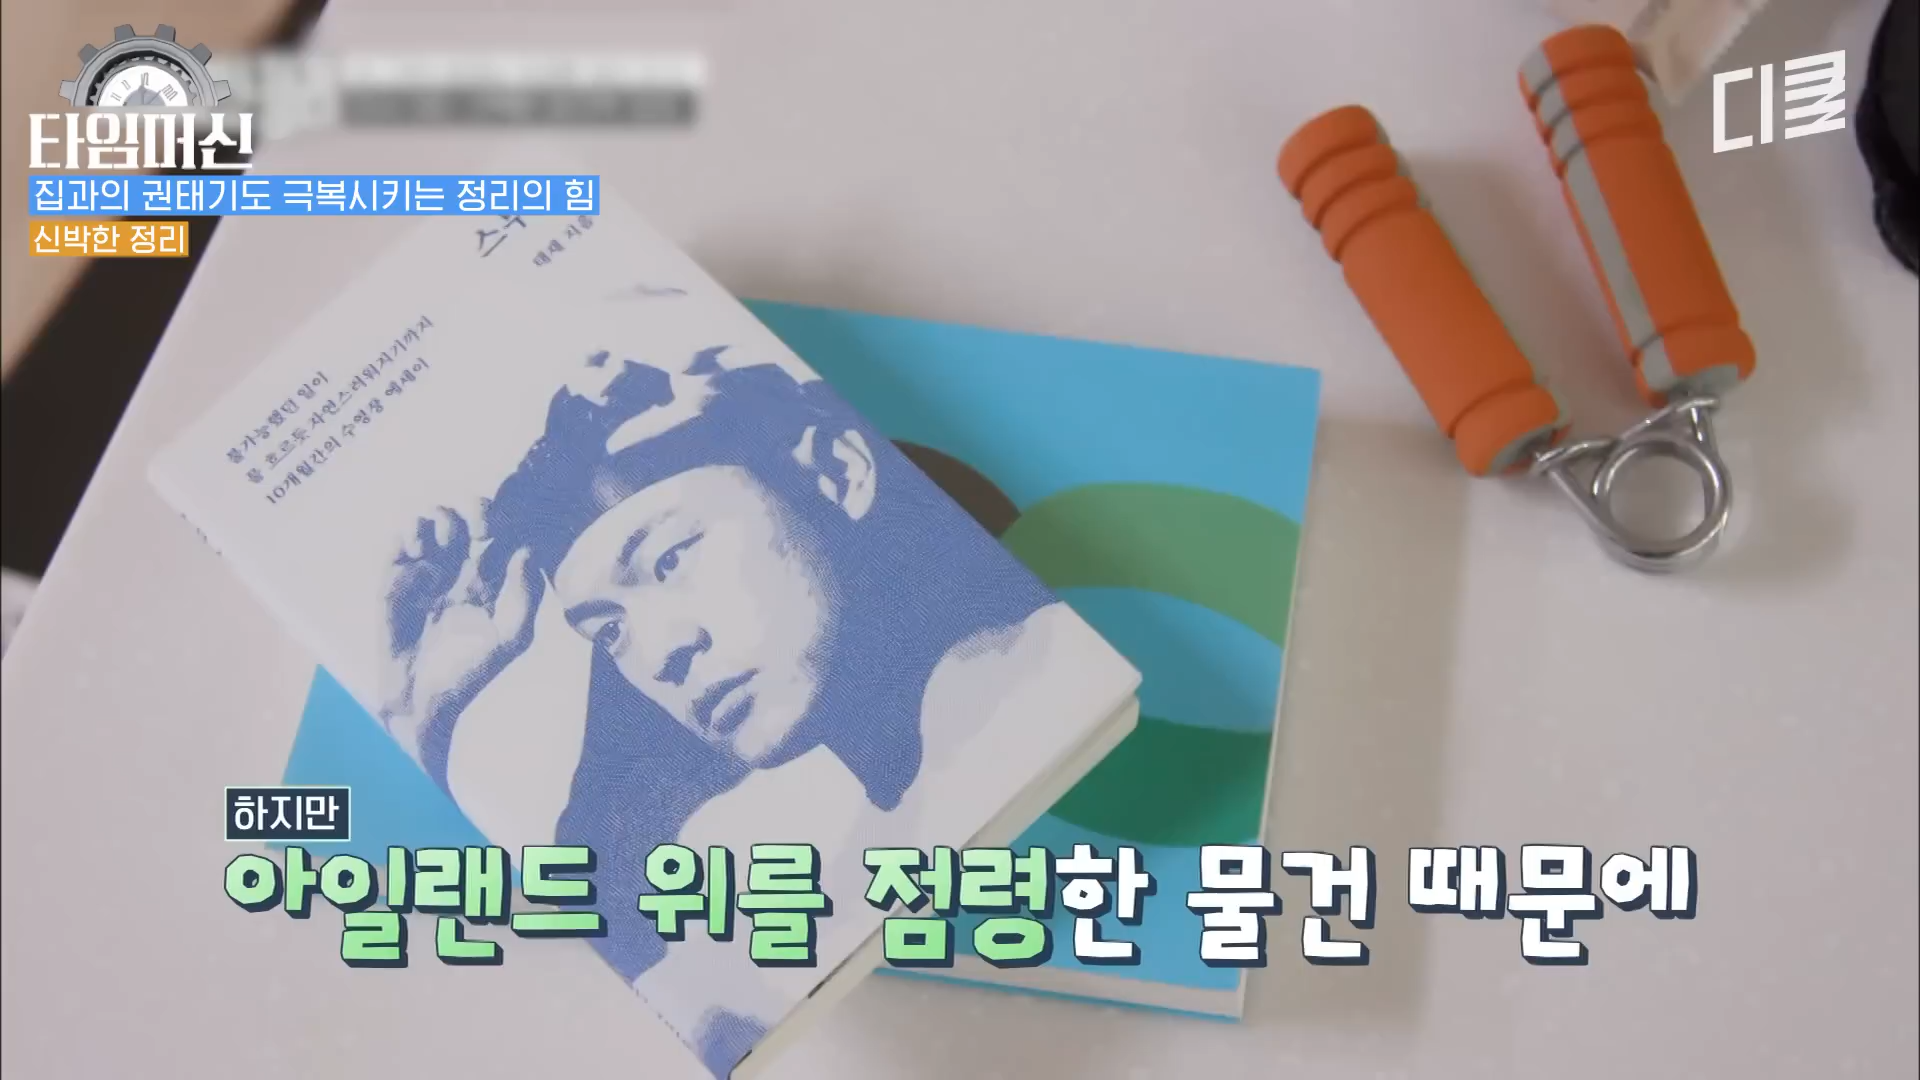 타임머신
디글
집과의 권태기도 극복시키는 정리의 힘
신박한 정리
태재 지음
불가능했던 일이
물 흐르듯 자연스러워지기까지
10개월간의 수영장 에세이
하지만
아일랜드 위를 점령한 물건 때문에